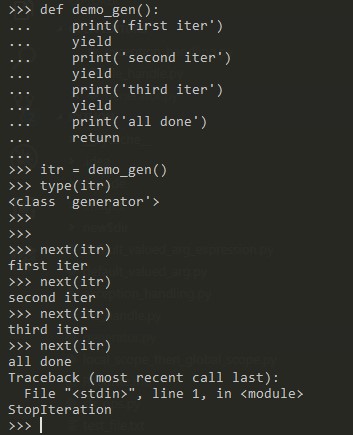 >>> def demo_gen():
...     print('first iter')
...     yield
...     print('second iter')
...     yield
...     print('third iter')
...     yield
...     print('all done')
...     return
...
>>> itr = demo_gen()
>>> type(itr)
<class 'generator'>
>>>
>>>
>>> next(itr)
first iter
>>> next(itr)
second iter
>>> next(itr)
third iter
>>> next(itr)
all done
Traceback (most recent call last):
  File "<stdin>", line 1, in <module>
StopIteration
>>>